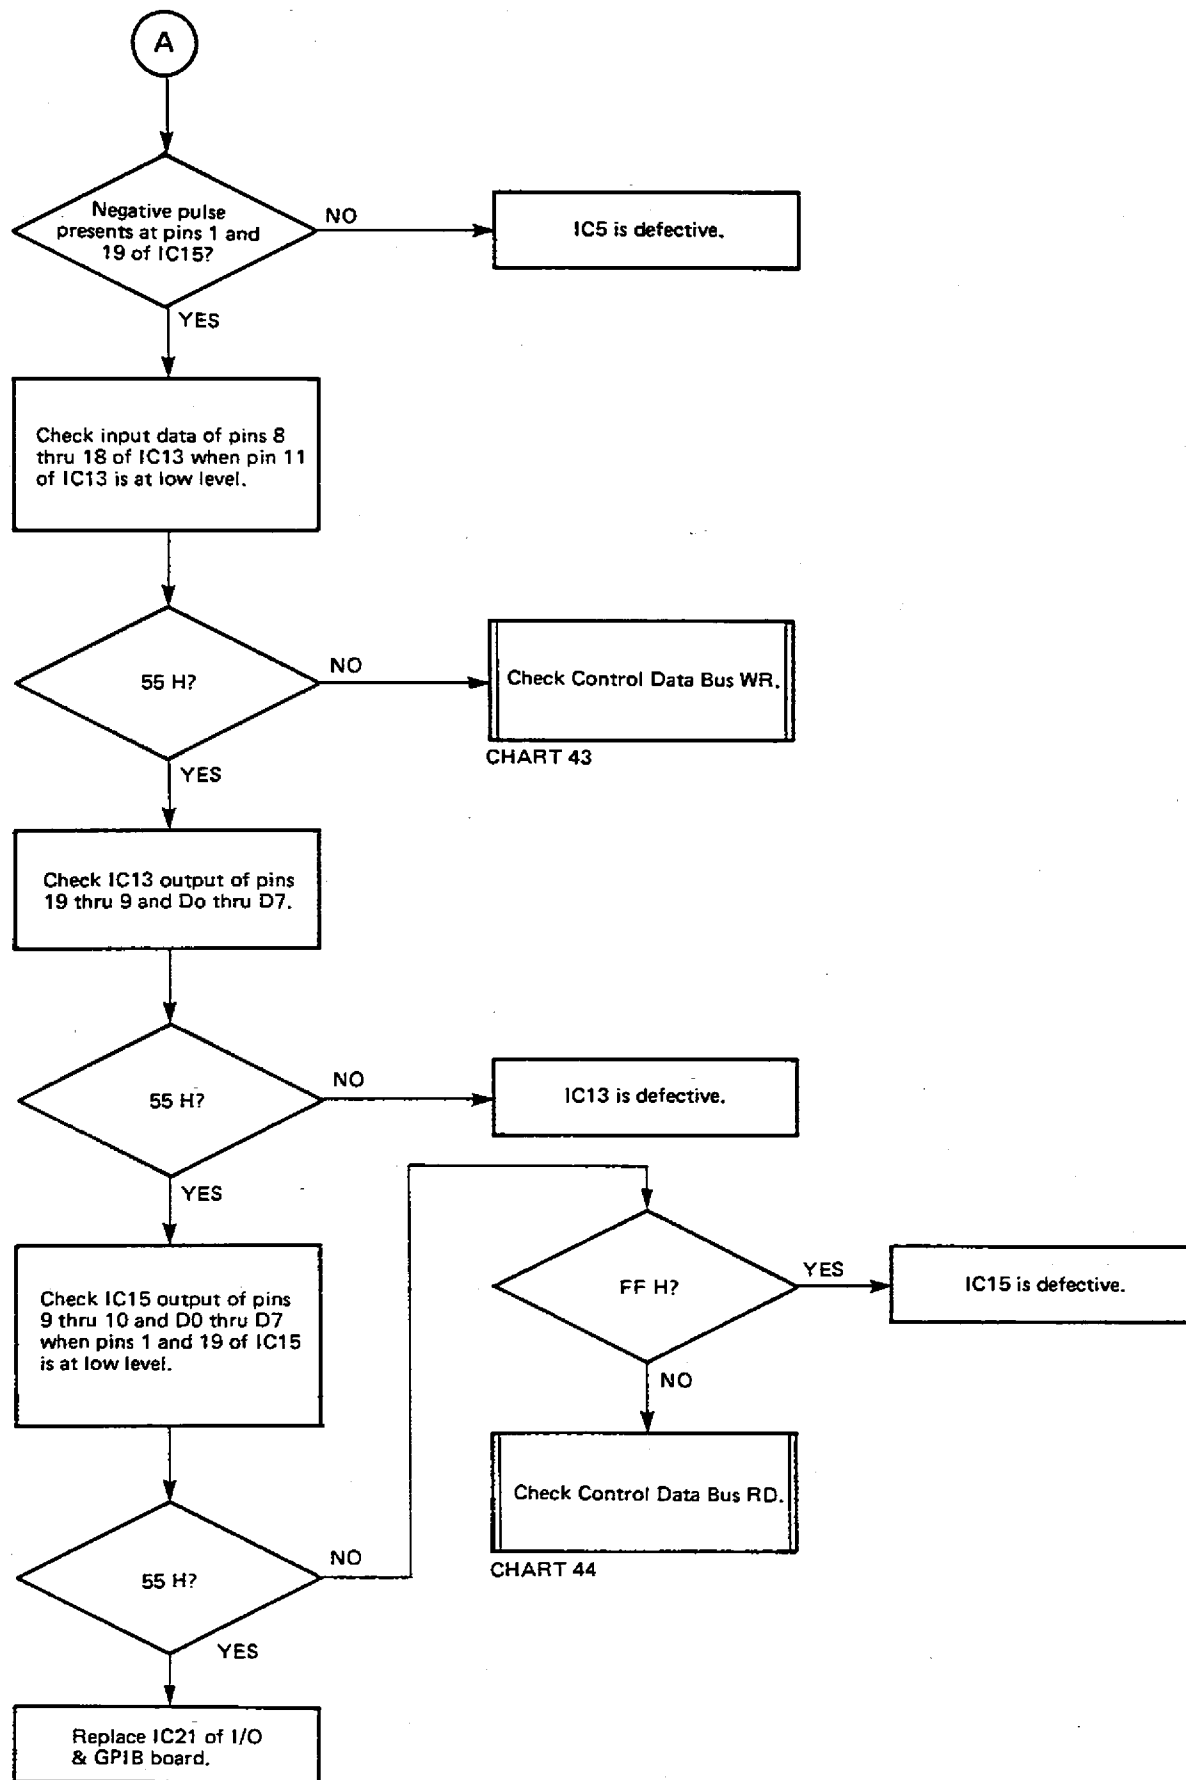 A
Negative pulse
presents at pins 1 and
19 of IC15?
NO
IC5 is defective.
YES
Check input data of pins 8
thru 18 of IC13 when pin 11
of IC13 is at low level.
55 H?
NO
Check Control Data Bus WR.
CHART 43
YES
Check IC13 output of pins
19 thru 9 and Do thru D7.
55 H?
NO
IC13 is defective.
YES
Check IC15 output of pins
9 thru 10 and D0 thru D7
when pins 1 and 19 of IC15
is at low level.
FF H?
YES
IC15 is defective.
NO
Check Control Data Bus RD.
CHART 44
55 H?
NO
YES
Replace IC21 of I/O
& GPIB board.